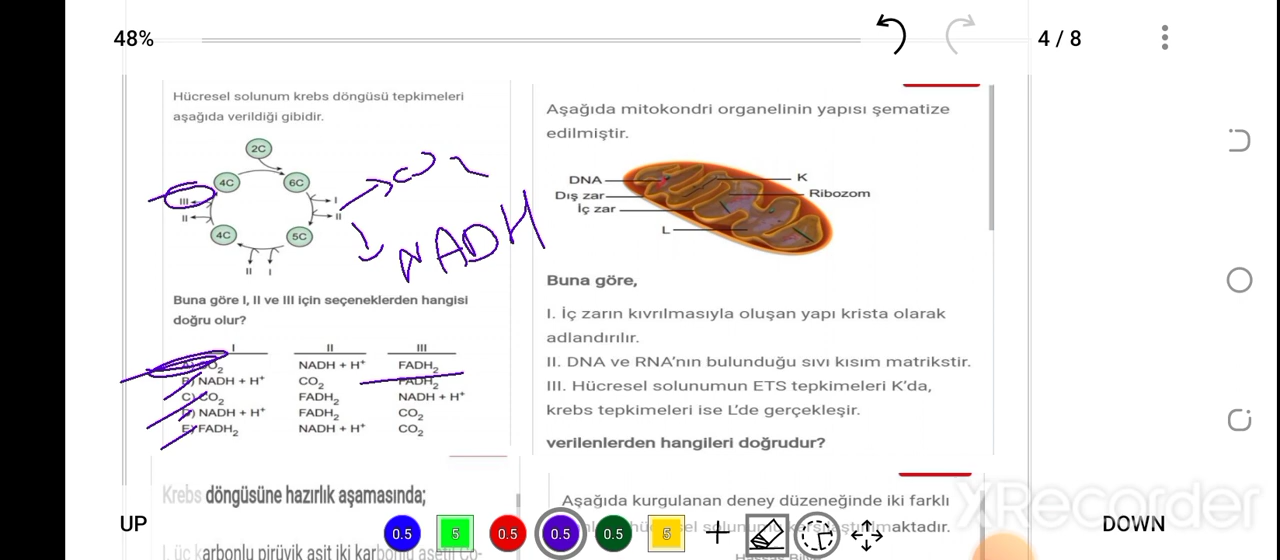 48%
4 / 8
Hücresel solunum krebs döngüsü tepkimeleri
aşağıda verildiği gibidir.
2C
4C
6C
CO2
III
I
II
II
4C
5C
NADH
II
I
Buna göre I, II ve III için seçeneklerden hangisi
doğru olur?
I II III
A) CO₂ NADH + H⁺ FADH₂
B) NADH + H⁺ CO₂ FADH₂
C) CO₂ FADH₂ NADH + H⁺
D) NADH + H⁺ FADH₂ CO₂
E) FADH₂ NADH + H⁺ CO₂
Krebs döngüsüne hazırlık aşamasında;
Aşağıda mitokondri organelinin yapısı şematize
edilmiştir.
DNA
K
Dış zar
Ribozom
İç zar
L
Buna göre,
I. İç zarın kıvrılmasıyla oluşan yapı krista olarak
adlandırılır.
II. DNA ve RNA'nın bulunduğu sıvı kısım matrikstir.
III. Hücresel solunumun ETS tepkimeleri K'da,
krebs tepkimeleri ise L'de gerçekleşir.
verilenlerden hangileri doğrudur?
Aşağıda kurgulanan deney düzeneğinde iki farklı
XRecorder
UP
0.5
5
0.5
0.5
0.5
5
DOWN